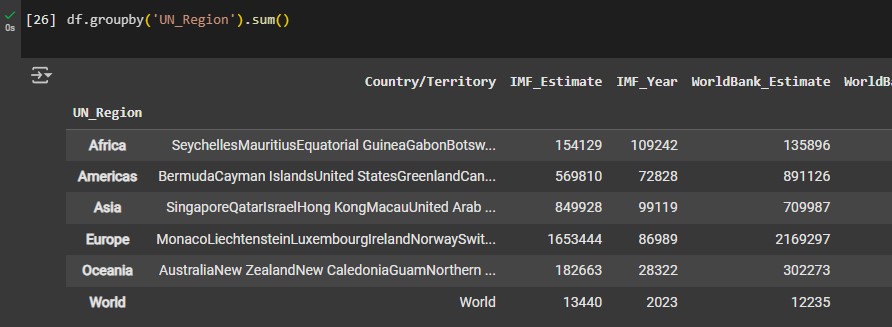 [26] df.groupby('UN_Region').sum()
0s
Country/Territory IMF_Estimate IMF_Year WorldBank_Estimate WorldBa
UN_Region
Africa SeychellesMauritiusEquatorial GuineaGabonBotsw... 154129 109242 135896
Americas BermudaCayman IslandsUnited StatesGreenlandCan... 569810 72828 891126
Asia SingaporeQatarIsraelHong KongMacauUnited Arab ... 849928 99119 709987
Europe MonacoLiechtensteinLuxembourgIrelandNorwaySwit... 1653444 86989 2169297
Oceania AustraliaNew ZealandNew CaledoniaGuamNorthern ... 182663 28322 302273
World World 13440 2023 12235